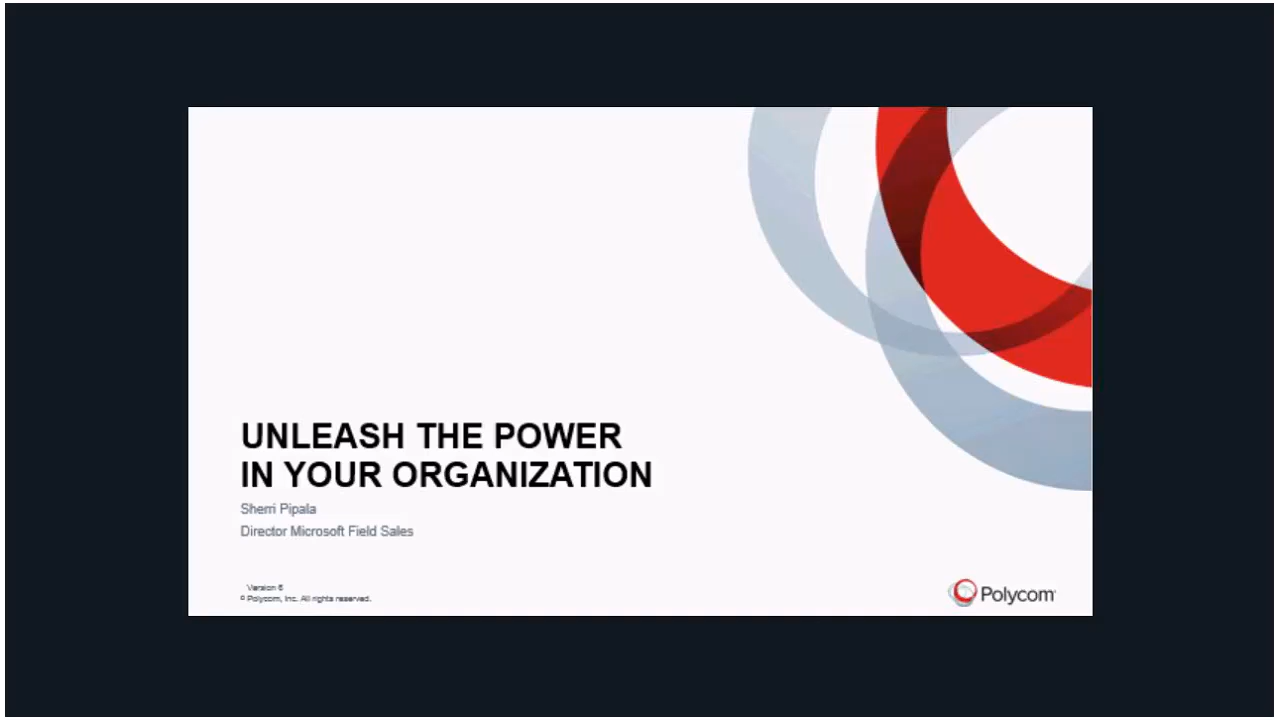 UNLEASH THE POWER
IN YOUR ORGANIZATION
Sherri Pipala
Director Microsoft Field Sales
Version 6
© Polycom, Inc. All rights reserved.
Polycom